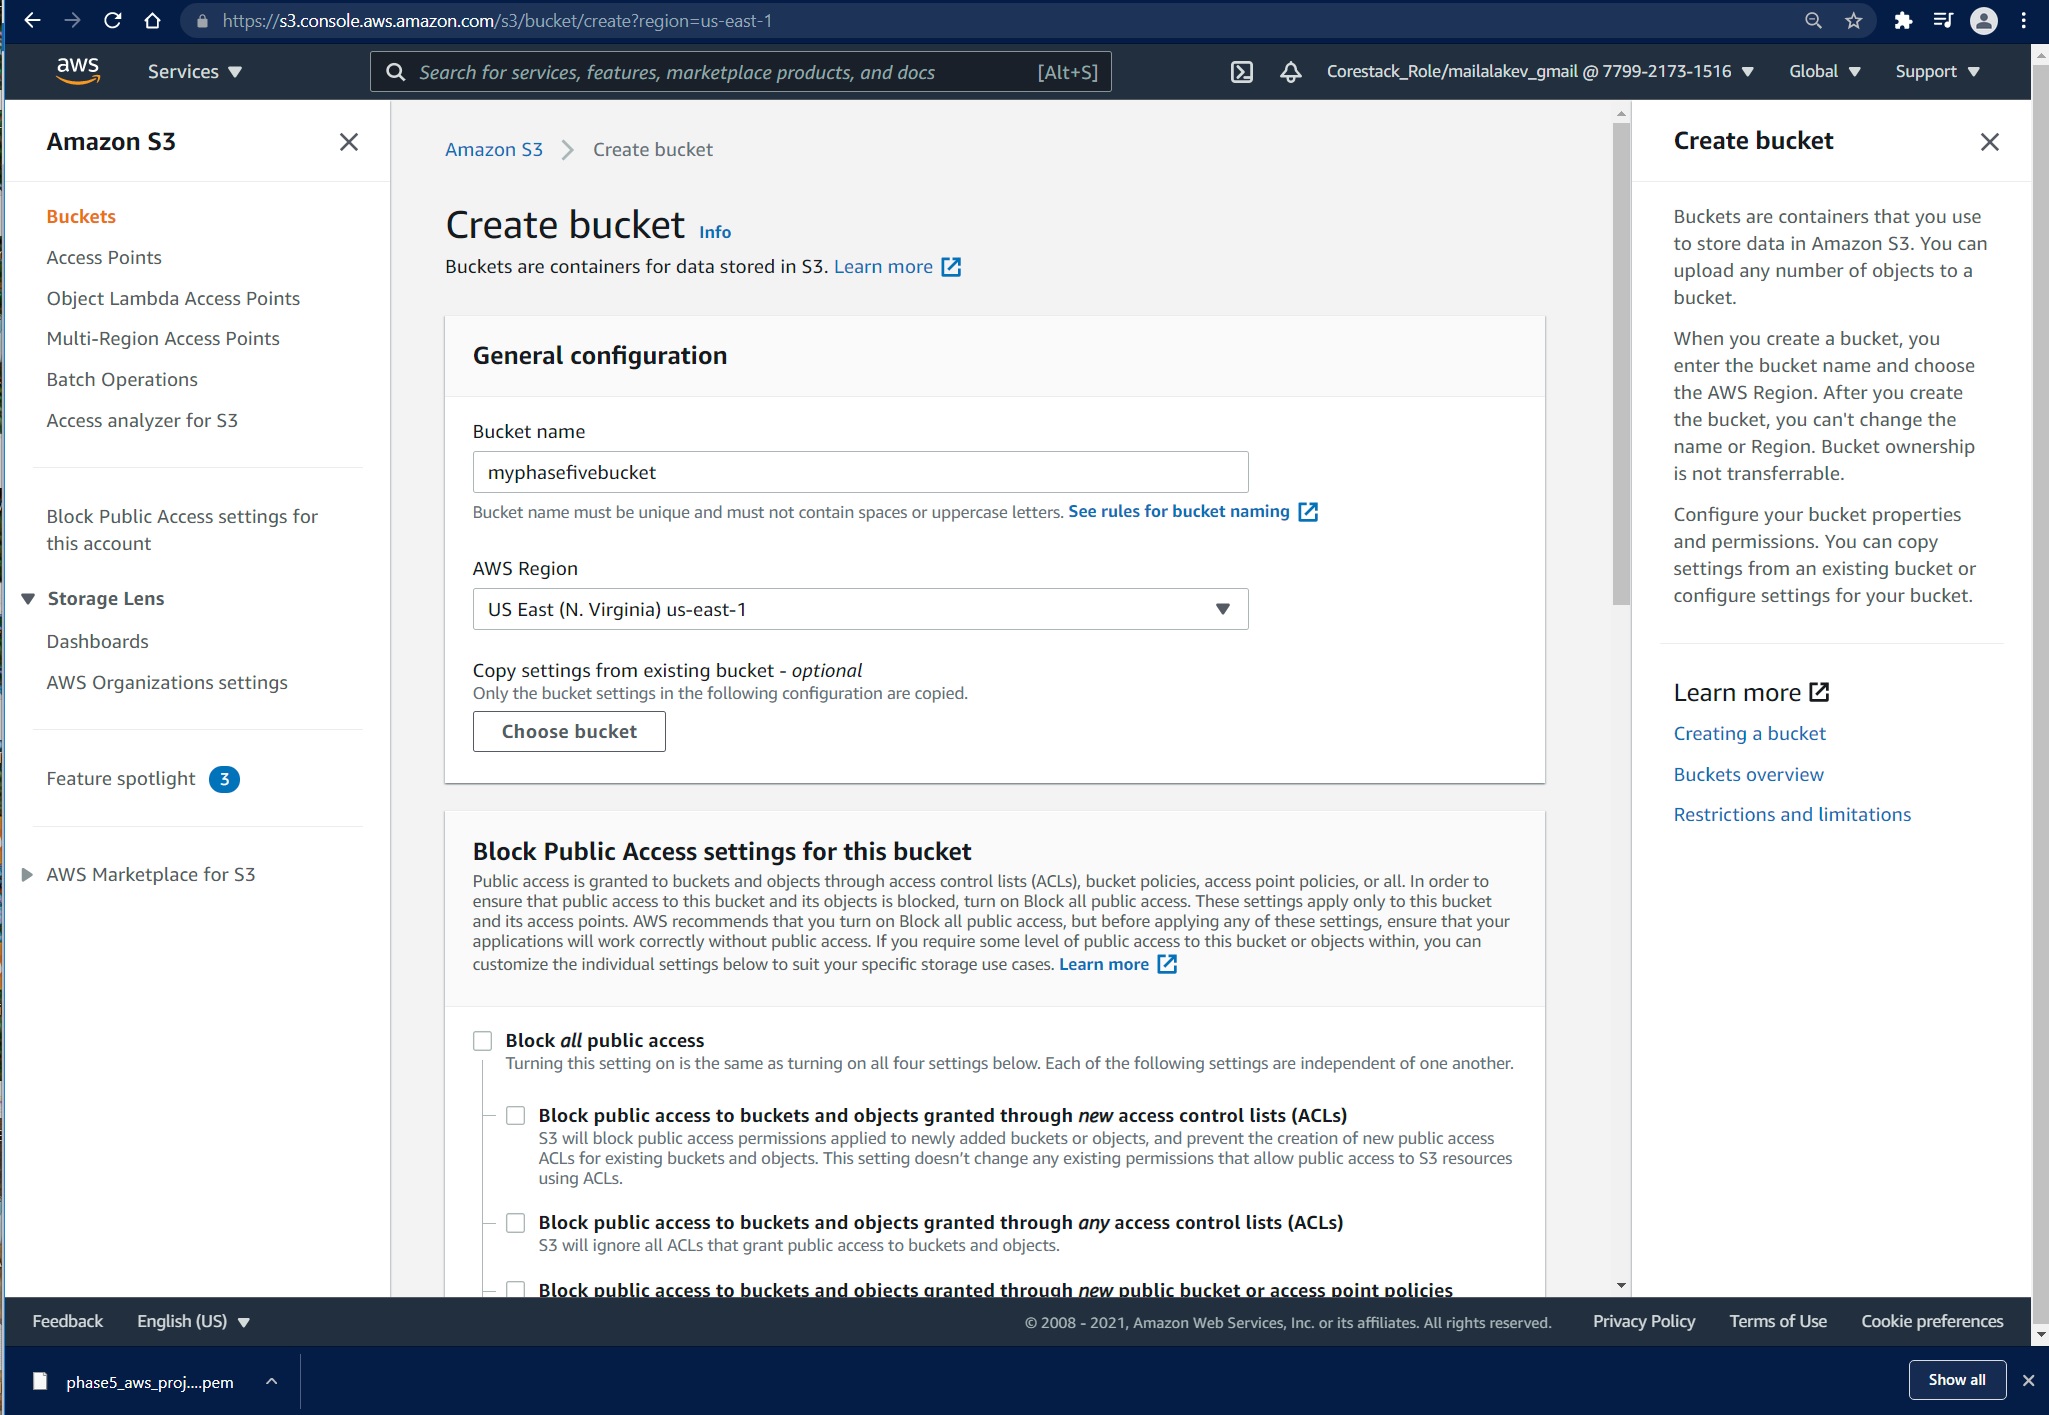 https://s3.console.aws.amazon.com/s3/bucket/create?region=us-east-1
aws
Services
Search for services, features, marketplace products, and docs
[Alt+S]
Corestack_Role/mailalakev_gmail @ 7799-2173-1516
Global
Support
Amazon S3
Buckets
Access Points
Object Lambda Access Points
Multi-Region Access Points
Batch Operations
Access analyzer for S3
Block Public Access settings for
this account
Storage Lens
Dashboards
AWS Organizations settings
Feature spotlight 3
AWS Marketplace for S3
Amazon S3
Create bucket
Create bucket Info
Buckets are containers for data stored in S3. Learn more
General configuration
Bucket name
myphasefivebucket
Bucket name must be unique and must not contain spaces or uppercase letters. See rules for bucket naming
AWS Region
US East (N. Virginia) us-east-1
Copy settings from existing bucket - optional
Only the bucket settings in the following configuration are copied.
Choose bucket
Block Public Access settings for this bucket
Public access is granted to buckets and objects through access control lists (ACLs), bucket policies, access point policies, or all. In order to
ensure that public access to this bucket and its objects is blocked, turn on Block all public access. These settings apply only to this bucket
and its access points. AWS recommends that you turn on Block all public access, but before applying any of these settings, ensure that your
applications will work correctly without public access. If you require some level of public access to this bucket or objects within, you can
customize the individual settings below to suit your specific storage use cases. Learn more
Block all public access
Turning this setting on is the same as turning on all four settings below. Each of the following settings are independent of one another.
Block public access to buckets and objects granted through new access control lists (ACLs)
S3 will block public access permissions applied to newly added buckets or objects, and prevent the creation of new public access
ACLs for existing buckets and objects. This setting doesn't change any existing permissions that allow public access to S3 resources
using ACLs.
Block public access to buckets and objects granted through any access control lists (ACLs)
S3 will ignore all ACLs that grant public access to buckets and objects.
Block public access to buckets and objects granted through new public bucket or access point policies
Create bucket
Buckets are containers that you use
to store data in Amazon S3. You can
upload any number of objects to a
bucket.
When you create a bucket, you
enter the bucket name and choose
the AWS Region. After you create
the bucket, you can't change the
name or Region. Bucket ownership
is not transferrable.
Configure your bucket properties
and permissions. You can copy
settings from an existing bucket or
configure settings for your bucket.
Learn more
Creating a bucket
Buckets overview
Restrictions and limitations
Feedback
English (US)
© 2008 - 2021, Amazon Web Services, Inc. or its affiliates. All rights reserved.
Privacy Policy
Terms of Use
Cookie preferences
phase5_aws_proj....pem
Show all